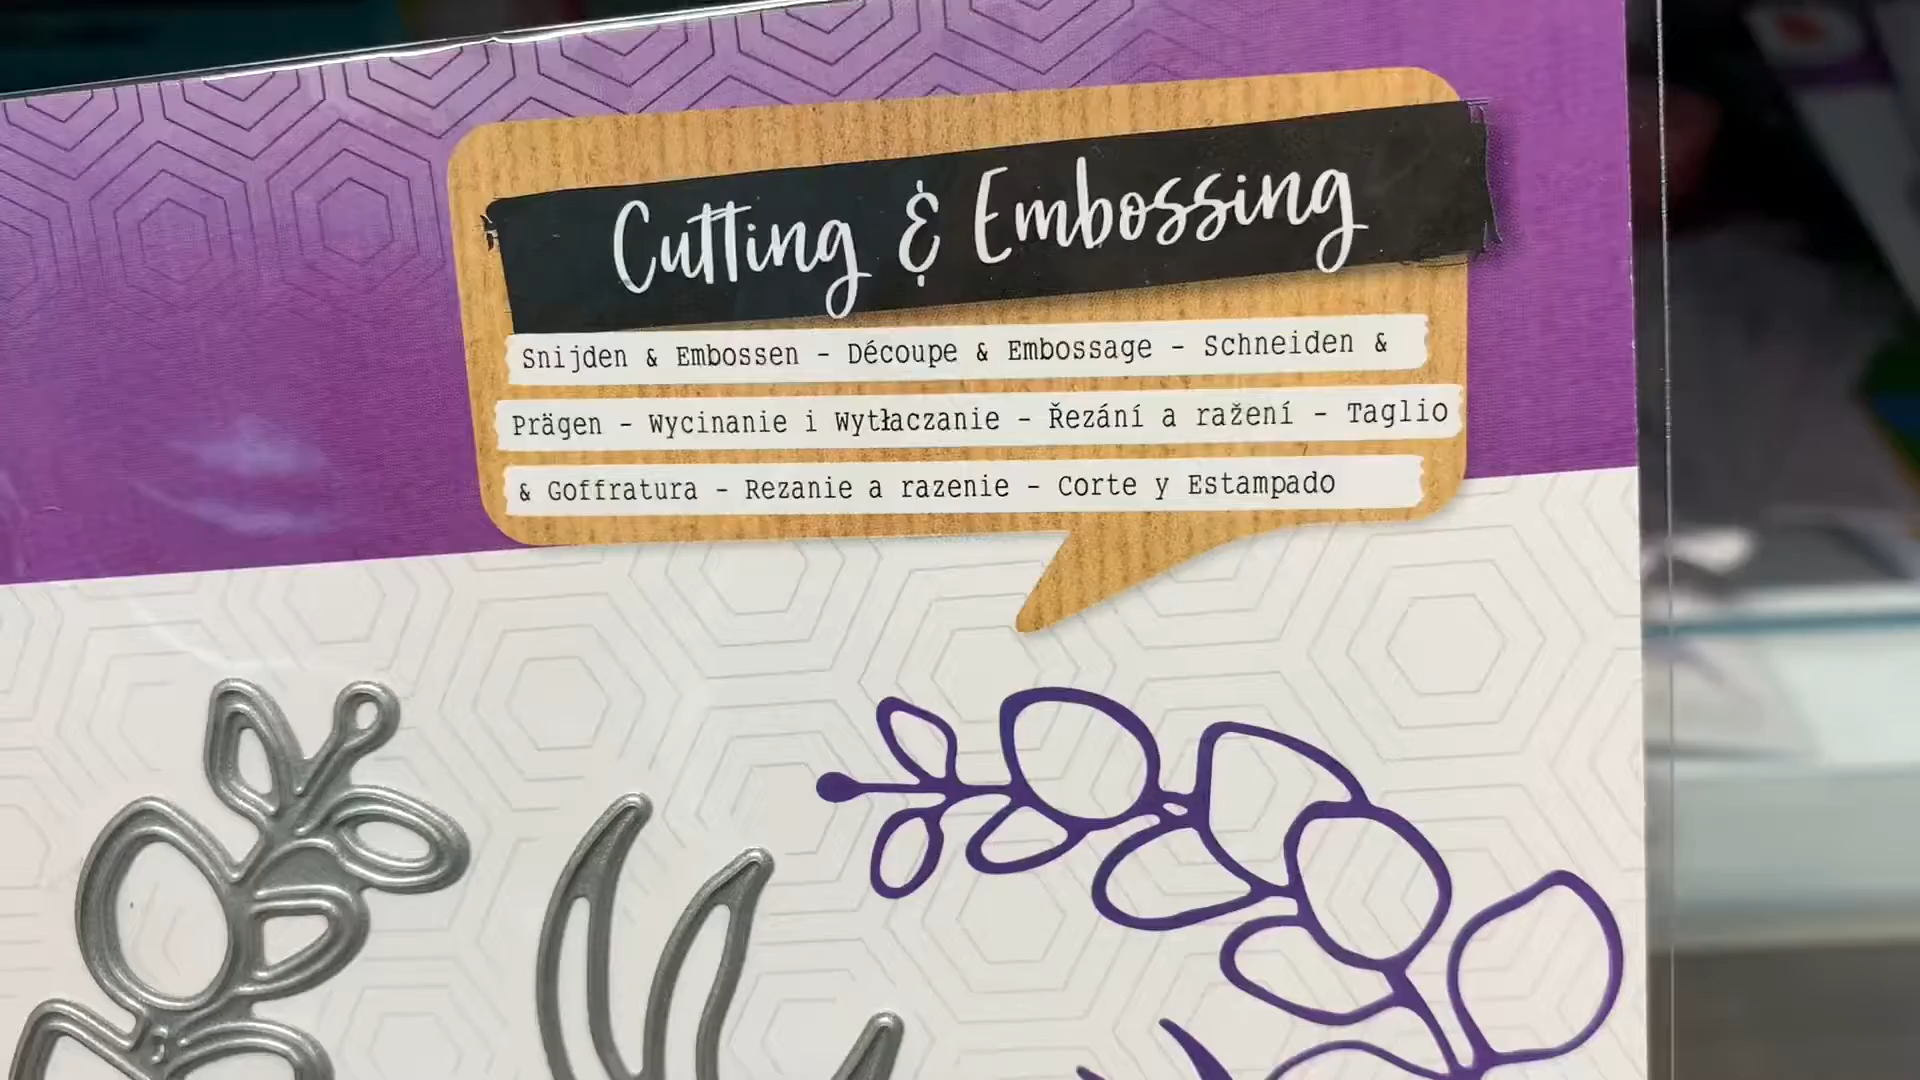 Cutting & Embossing
Snijden & Embossen - Découpe & Embossage - Schneiden &
Prägen - Wycinanie i Wytłaczanie - Řezání a ražení - Taglio
& Goffratura - Rezanie a razenie - Corte y Estampado